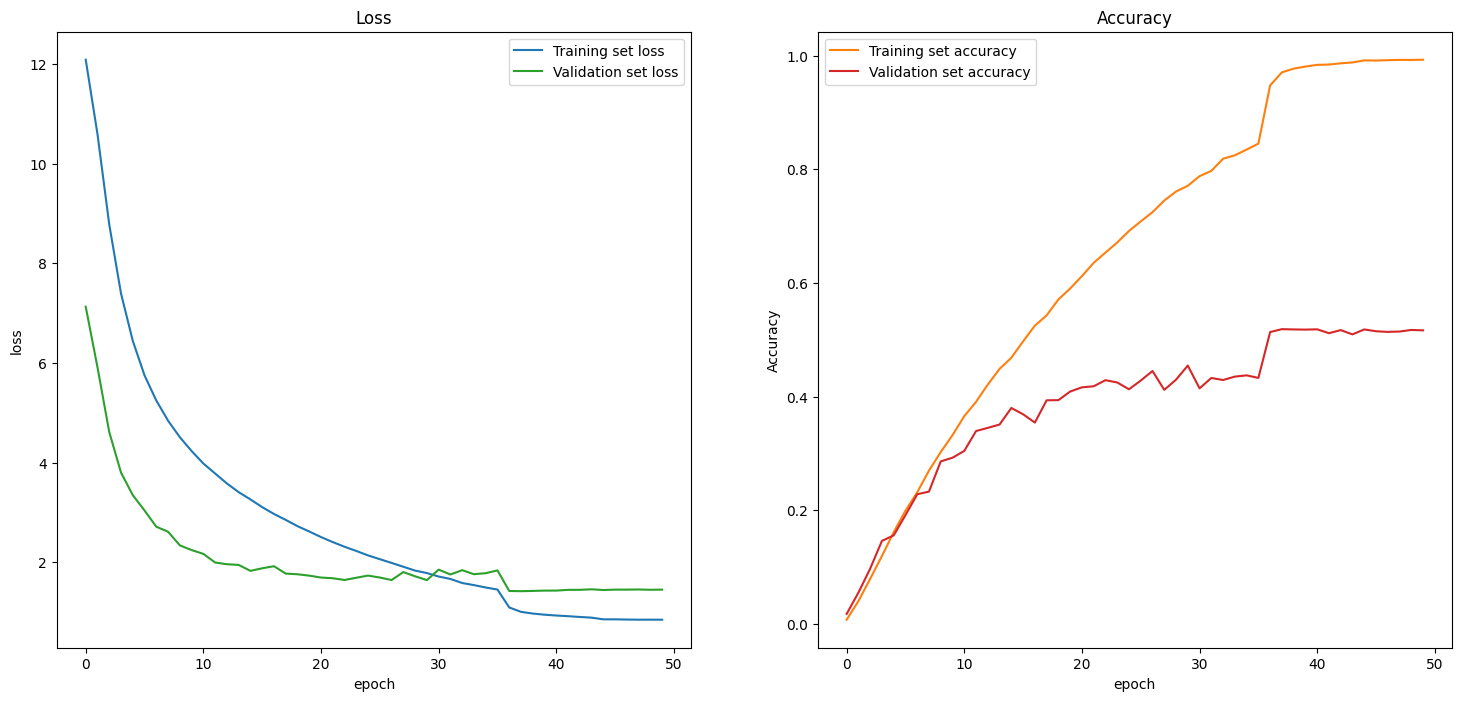 Loss
Training set loss
Validation set loss
12
10
8
6
4
2
loss
0
10
20
30
40
50
epoch
Accuracy
Training set accuracy
Validation set accuracy
1.0
0.8
0.6
0.4
0.2
0.0
Accuracy
0
10
20
30
40
50
epoch